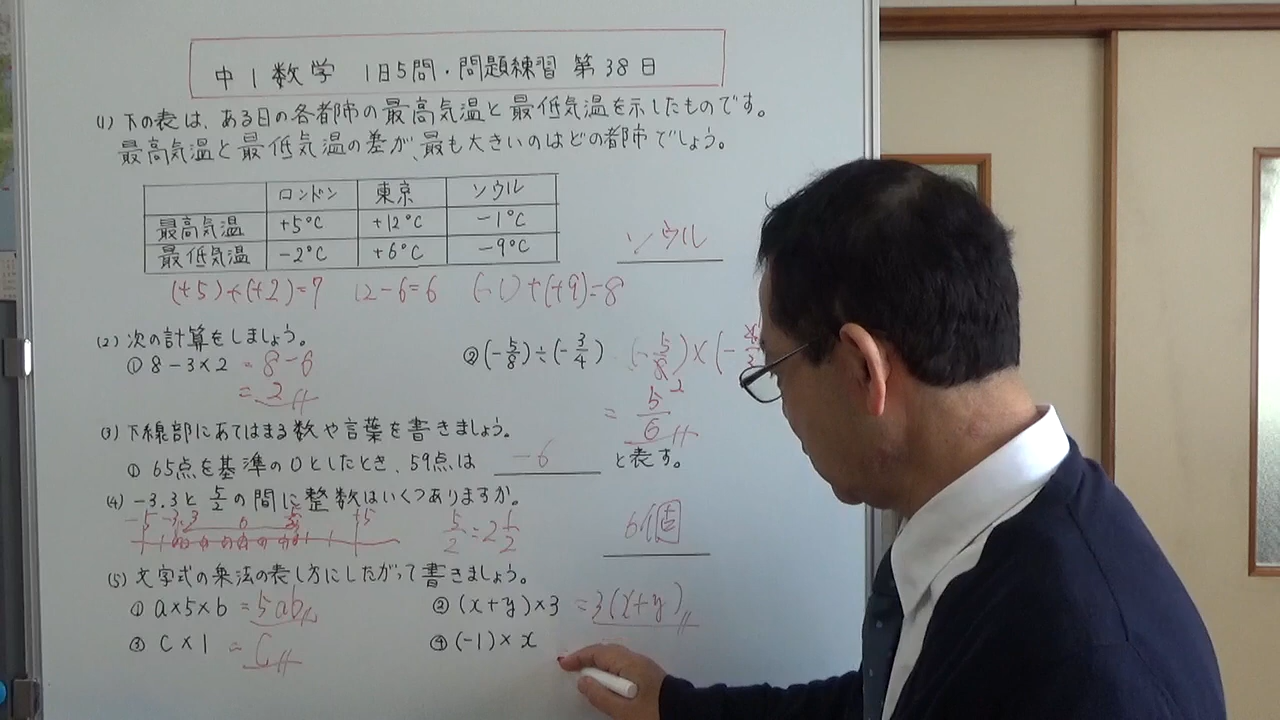 中1数学 1日5問・問題練習 第38日
(1) 下の表は、ある日の各都市の最高気温と最低気温を示したものです。
最高気温と最低気温の差が、最も大きいのはどの都市でしょう。
ロンドン 東京 ソウル
最高気温 +5℃ +12℃ -1℃
最低気温 -2℃ +6℃ -9℃
ソウル
(+5)+(+2)=7 12-6=6 (-1)+(+9)=8
(2) 次の計算をしましょう。
① 8-3×2 = 8-6
= 2
② (-5/8)÷(-3/4) (-5/8)×(-
2
= 5/6
(3) 下線部にあてはまる数や言葉を書きましょう。
① 65点を基準の0としたとき、59点は -6 と表す。
(4) -3.3と 5/2 の間に整数はいくつありますか。
-5 -3.3 0 5
5/2=2 1/2
6個
(5) 文字式の乗法の表し方にしたがって書きましょう。
① a×5×b = 5ab ② (x+y)×3 = 3(x+y)
③ c×1 = c ④ (-1)×x